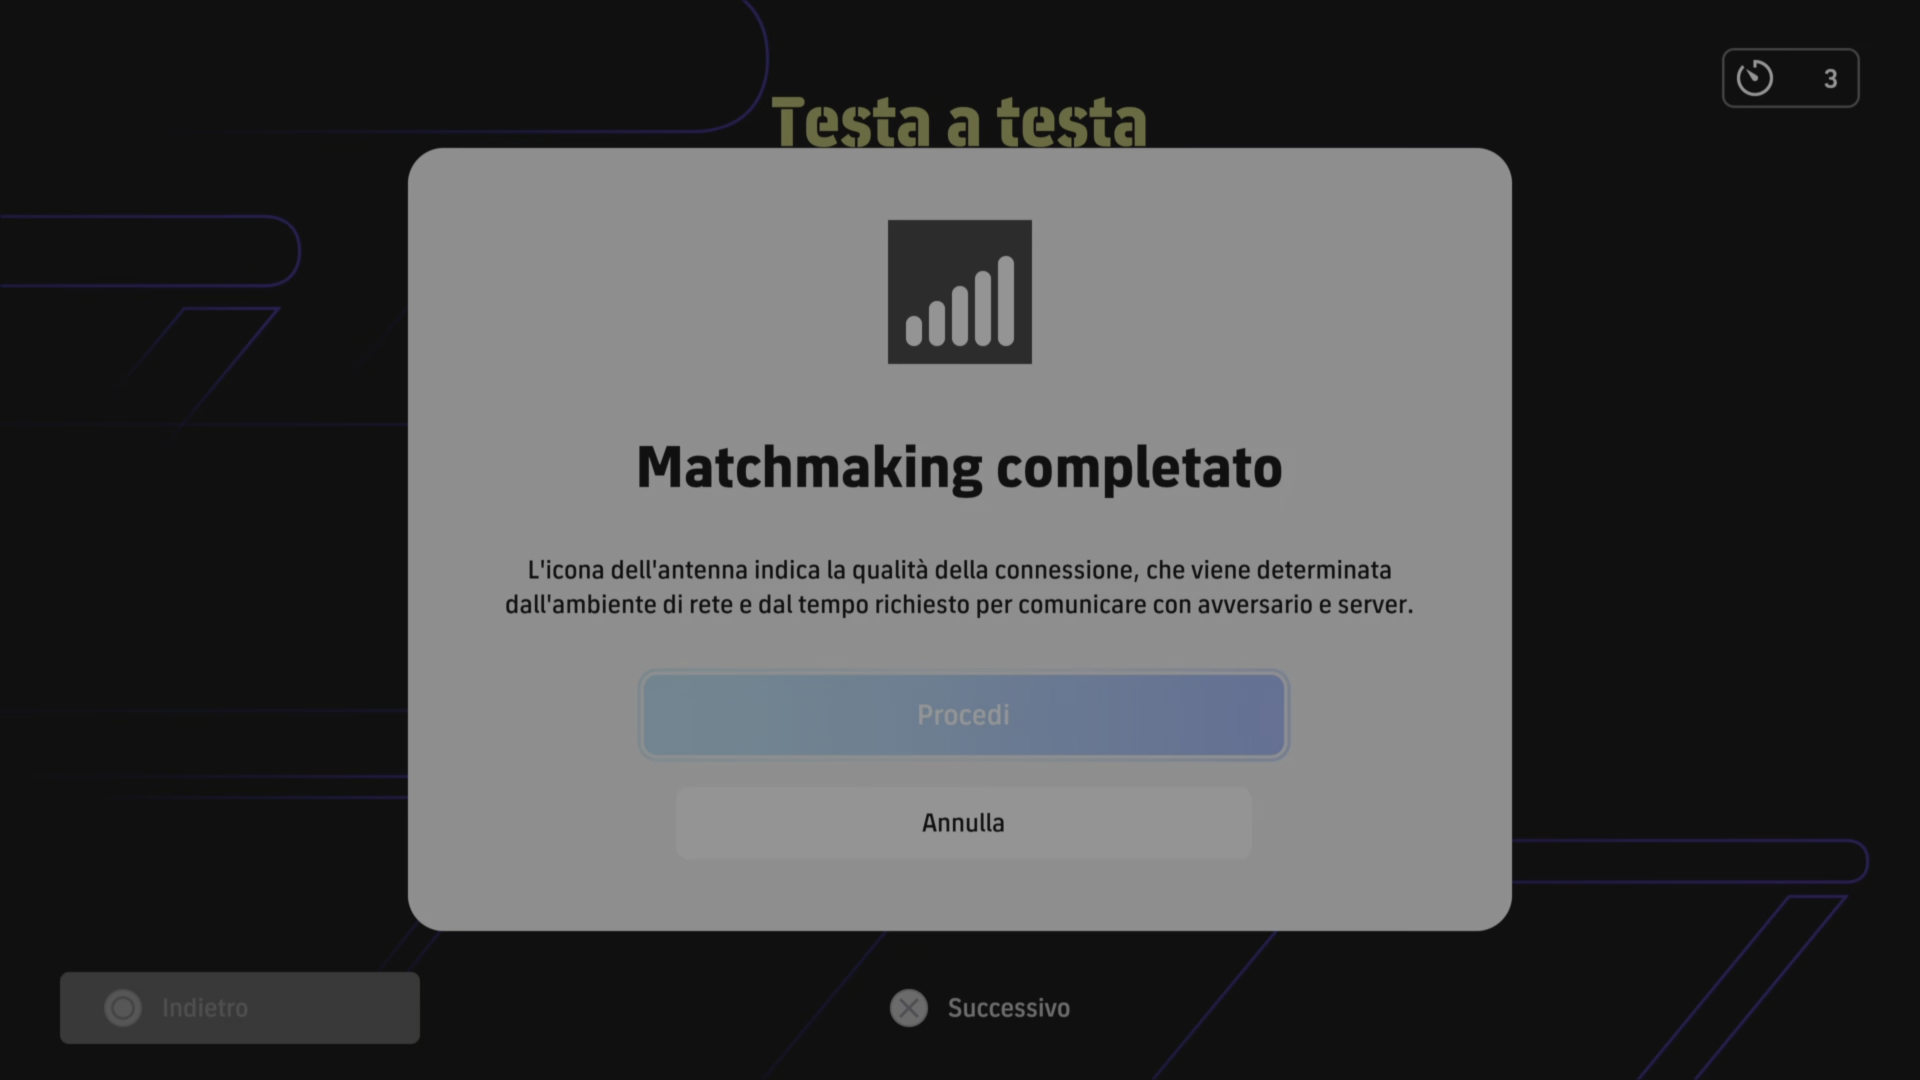 3
Testa a testa
Matchmaking completato
L'icona dell'antenna indica la qualità della connessione, che viene determinata
dall'ambiente di rete e dal tempo richiesto per comunicare con avversario e server.
Procedi
Annulla
Indietro
Successivo